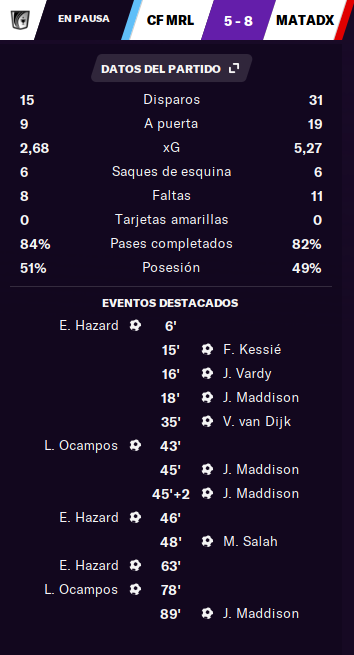 EN PAUSA CF MRL 5 - 8 MATADX
DATOS DEL PARTIDO
15 Disparos 31
9 A puerta 19
2,68 xG 5,27
6 Saques de esquina 6
8 Faltas 11
0 Tarjetas amarillas 0
84% Pases completados 82%
51% Posesión 49%
EVENTOS DESTACADOS
E. Hazard 6'
15' F. Kessié
16' J. Vardy
18' J. Maddison
35' V. van Dijk
L. Ocampos 43'
45' J. Maddison
45'+2 J. Maddison
E. Hazard 46'
48' M. Salah
E. Hazard 63'
L. Ocampos 78'
89' J. Maddison